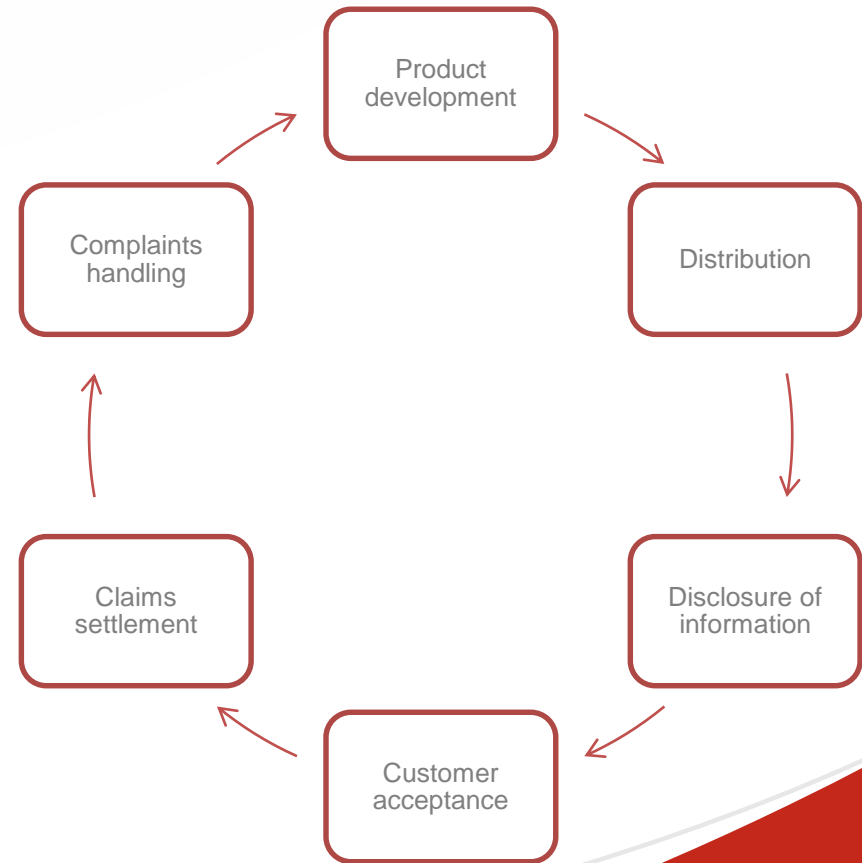 Product
development
Distribution
Disclosure of
information
Customer
acceptance
Claims
settlement
Complaints
handling